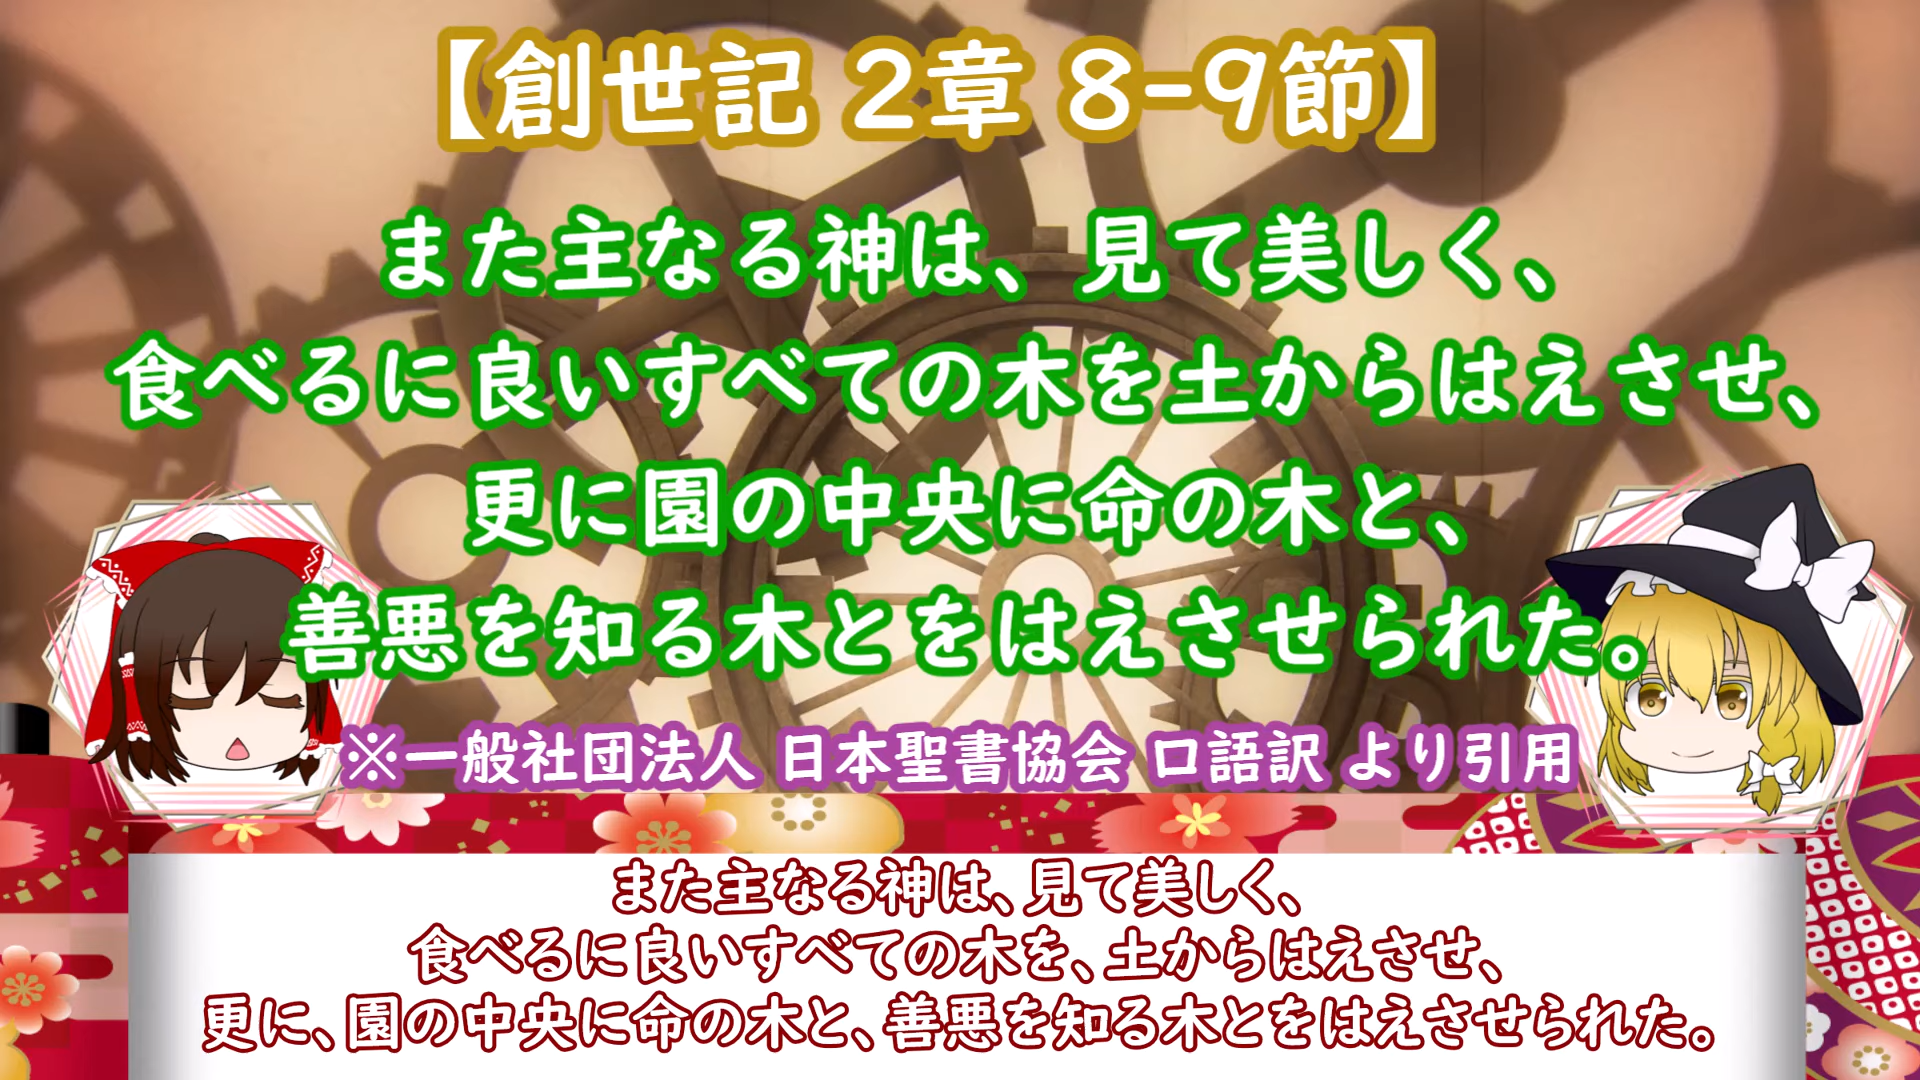 【創世記 2章 8-9節】
また主なる神は、見て美しく、
食べるに良いすべての木を土からはえさせ、
更に園の中央に命の木と、
善悪を知る木とをはえさせられた。
※一般社団法人 日本聖書協会 口語訳 より引用
また主なる神は、見て美しく、
食べるに良いすべての木を、土からはえさせ、
更に、園の中央に命の木と、善悪を知る木とをはえさせられた。